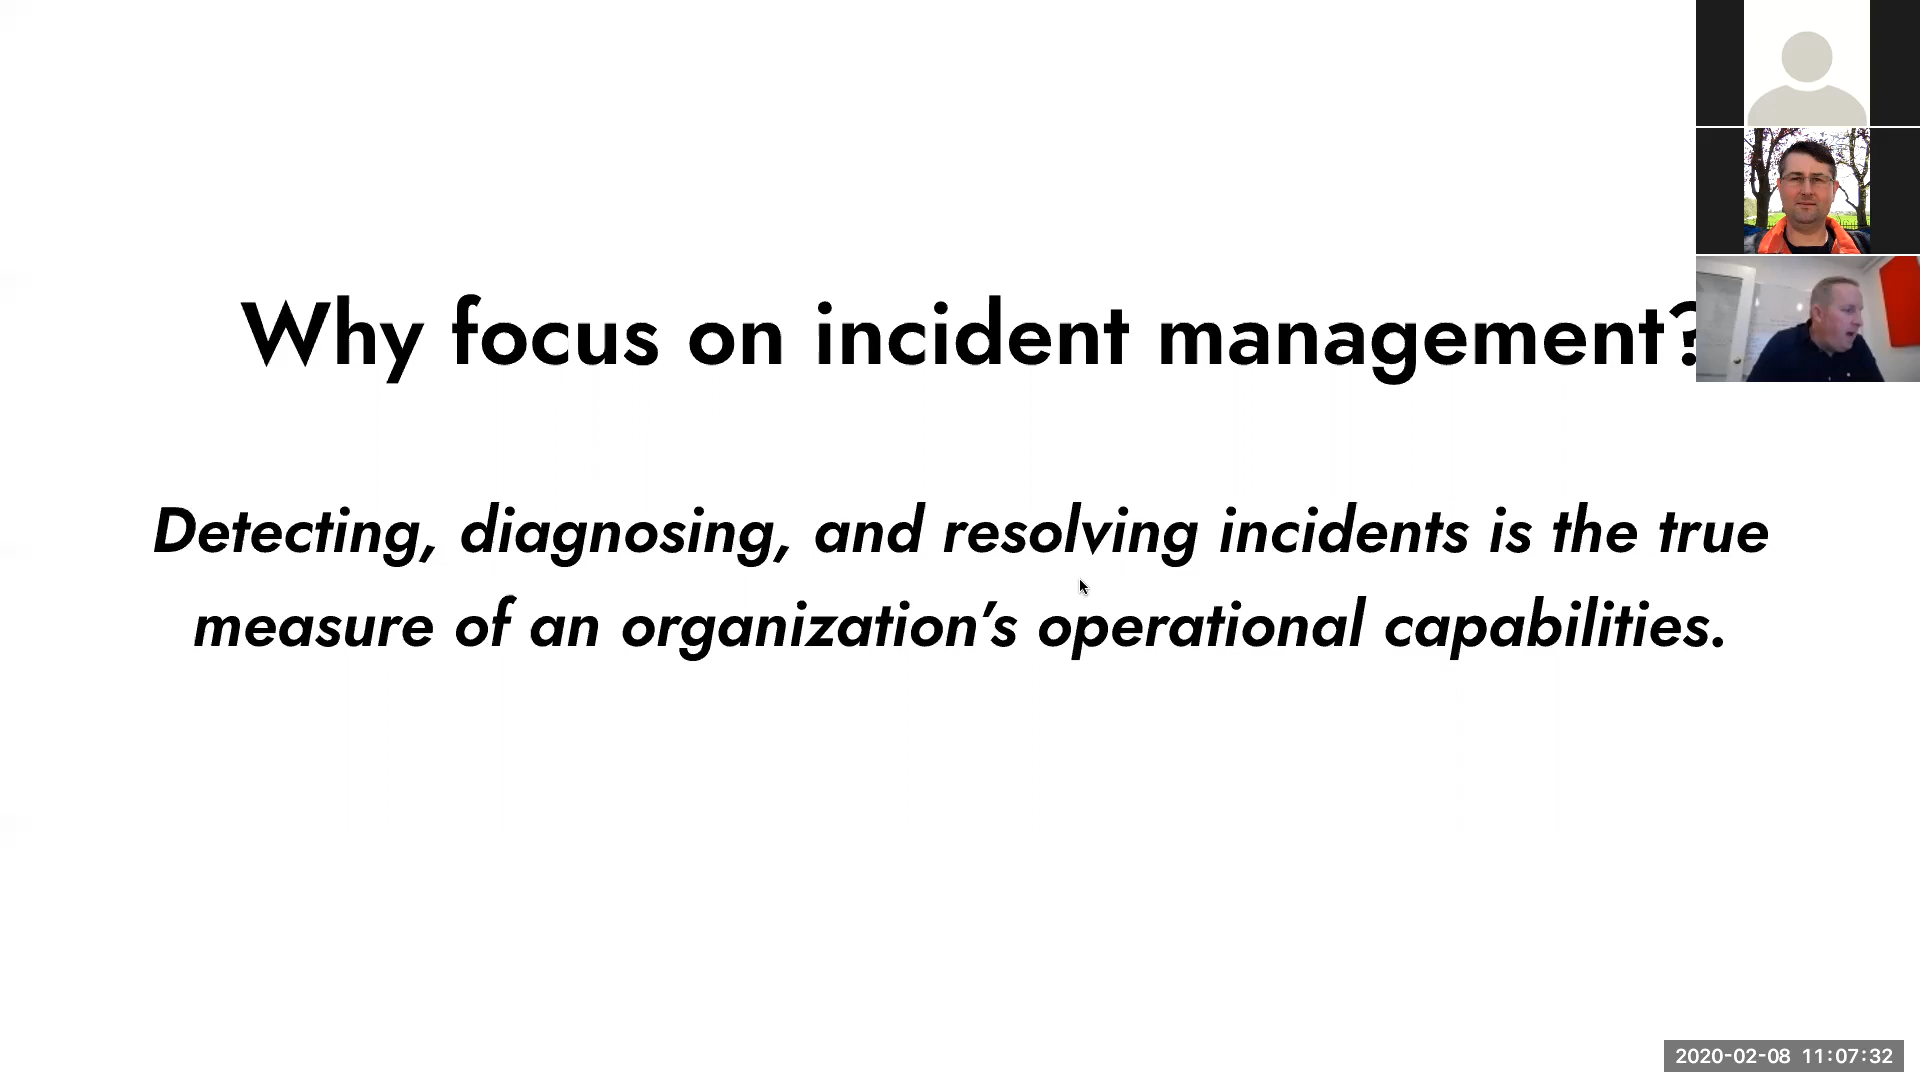 Why focus on incident management?
Detecting, diagnosing, and resolving incidents is the true
measure of an organization’s operational capabilities.
2020-02-08 11:07:32